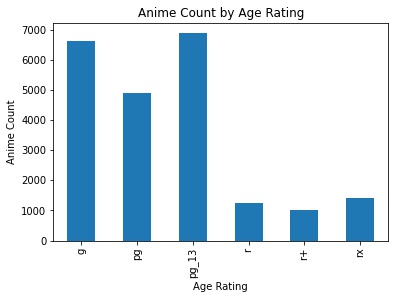 Anime Count by Age Rating
Anime Count
7000
6000
5000
4000
3000
2000
1000
0
g
pg
pg_13
r
r+
rx
Age Rating